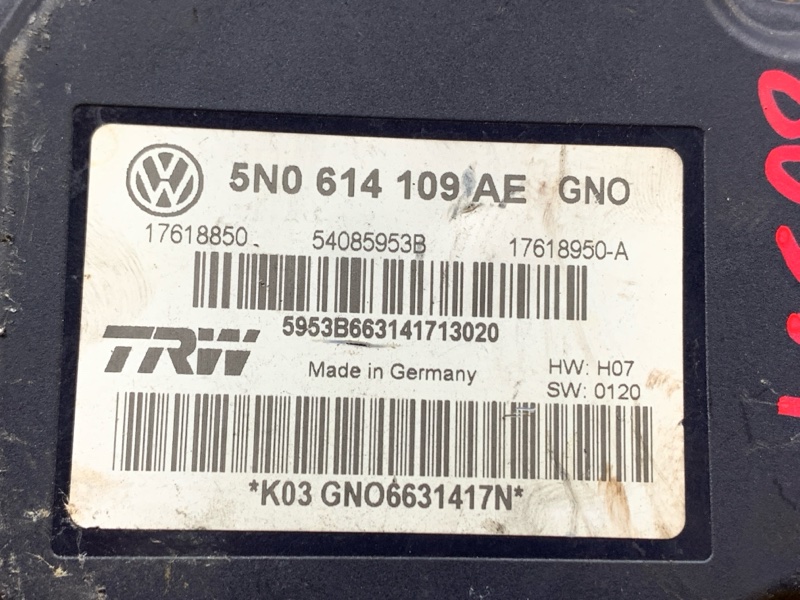 5N0 614 109 AE GNO
17618850 54085953B 17618950-A
5953B663141713020
TRW
Made in Germany
HW: H07
SW: 0120
*K03 GNO6631417N*